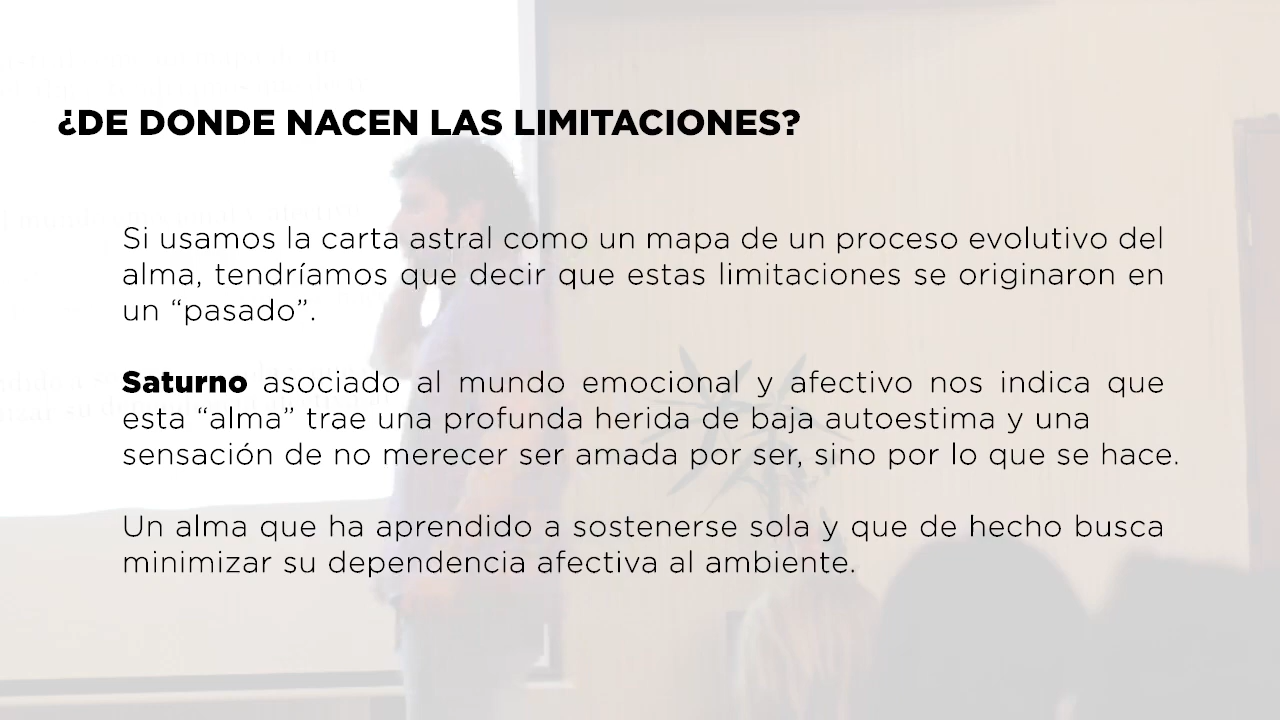 ¿DE DONDE NACEN LAS LIMITACIONES?
Si usamos la carta astral como un mapa de un proceso evolutivo del
alma, tendríamos que decir que estas limitaciones se originaron en
un “pasado”.
Saturno asociado al mundo emocional y afectivo nos indica que
esta “alma” trae una profunda herida de baja autoestima y una
sensación de no merecer ser amada por ser, sino por lo que se hace.
Un alma que ha aprendido a sostenerse sola y que de hecho busca
minimizar su dependencia afectiva al ambiente.